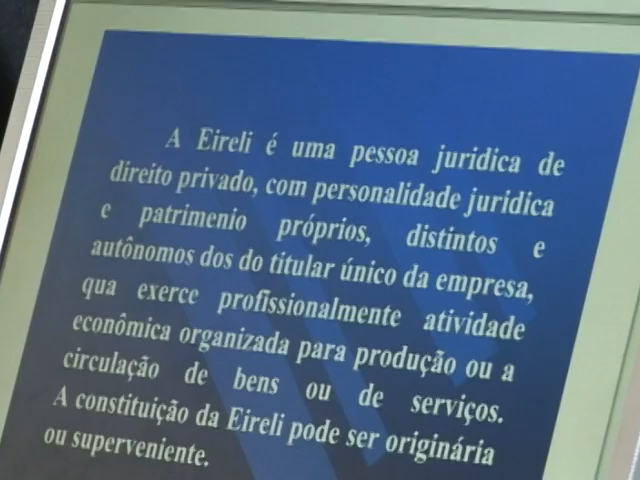 A Eireli é uma pessoa juridica de
direito privado, com personalidade juridica
e patrimenio próprios, distintos e
autônomos dos do titular único da empresa,
qua exerce profissionalmente atividade
econômica organizada para produção ou a
circulação de bens ou de serviços.
A constituição da Eireli pode ser originária
ou superveniente.